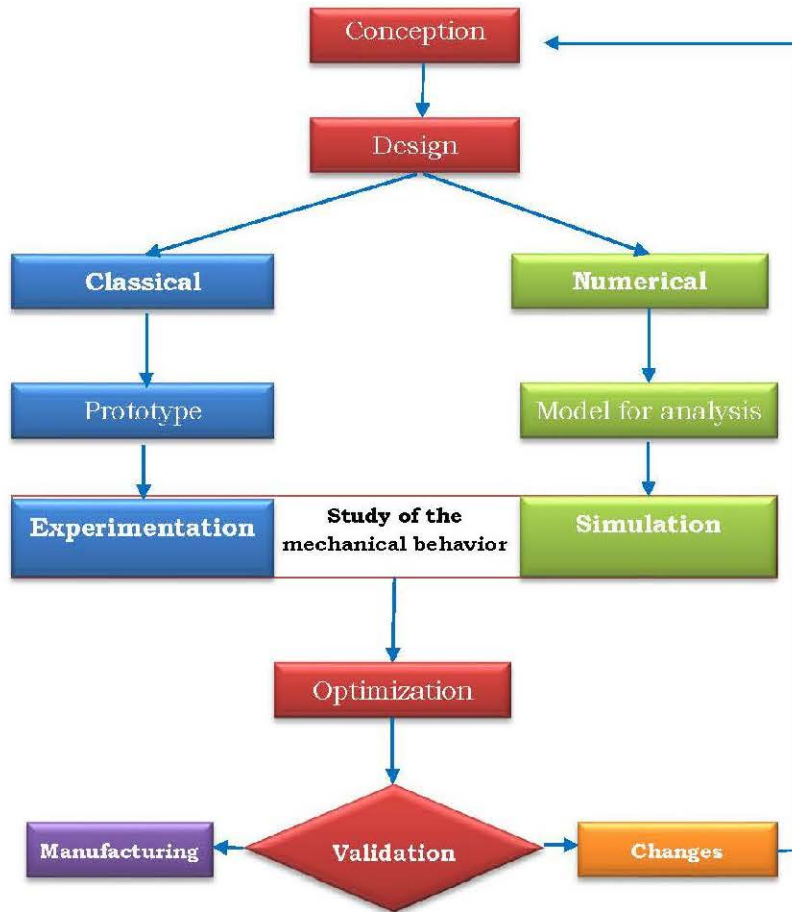 Conception
Design
Classical
Numerical
Prototype
Model for analysis
Experimentation
Study of the
mechanical behavior
Simulation
Optimization
Manufacturing
Validation
Changes